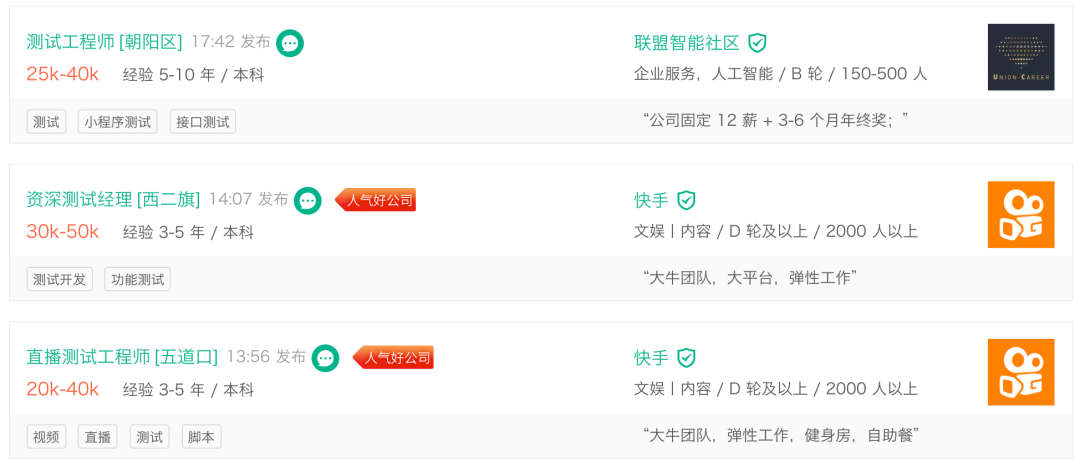 测试工程师 [朝阳区] 17:42 发布 联盟智能社区
25k-40k 经验 5-10 年 / 本科 企业服务，人工智能 / B 轮 / 150-500 人
UNION-CAREER
测试 小程序测试 接口测试 “公司固定 12 薪 + 3-6 个月年终奖；”
资深测试经理 [西二旗] 14:07 发布 人气好公司 快手
30k-50k 经验 3-5 年 / 本科 文娱丨内容 / D 轮及以上 / 2000 人以上
测试开发 功能测试 “大牛团队，大平台，弹性工作”
直播测试工程师 [五道口] 13:56 发布 人气好公司 快手
20k-40k 经验 3-5 年 / 本科 文娱丨内容 / D 轮及以上 / 2000 人以上
视频 直播 测试 脚本 “大牛团队，弹性工作，健身房，自助餐”